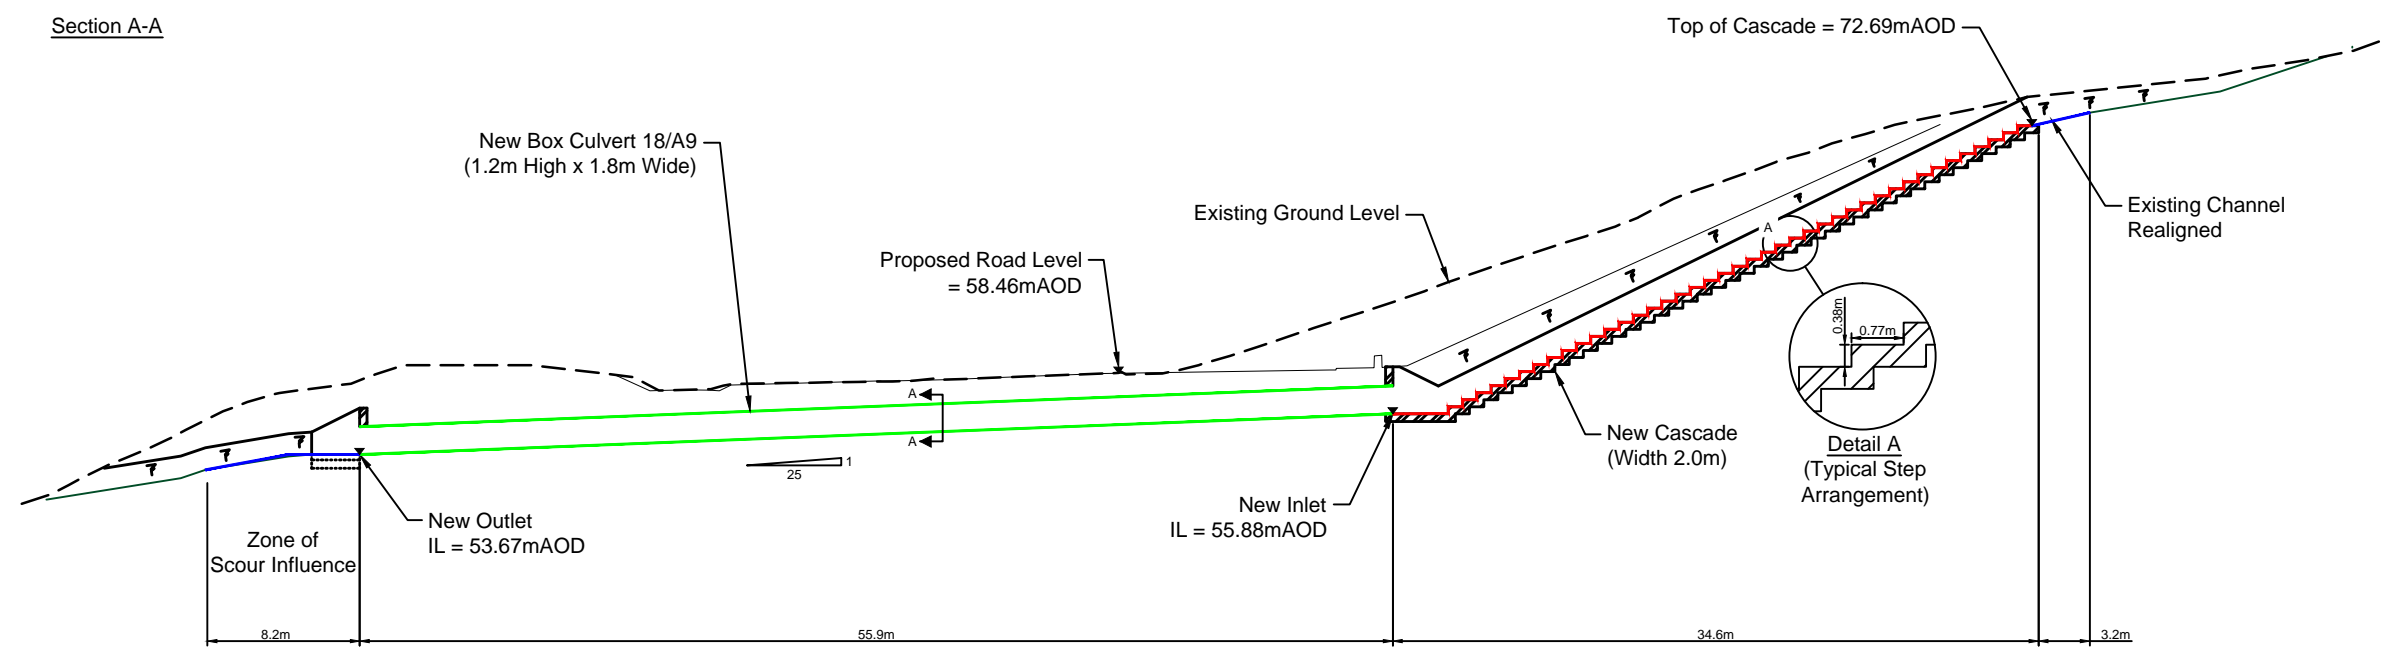 Section A-A
Top of Cascade = 72.69mAOD
New Box Culvert 18/A9
(1.2m High x 1.8m Wide)
Existing Ground Level
Existing Channel
Realigned
Proposed Road Level
= 58.46mAOD
A
0.38m
0.77m
A
A
New Cascade
(Width 2.0m)
Detail A
(Typical Step
Arrangement)
1
25
New Outlet
IL = 53.67mAOD
New Inlet
IL = 55.88mAOD
Zone of
Scour Influence
8.2m
55.9m
34.6m
3.2m